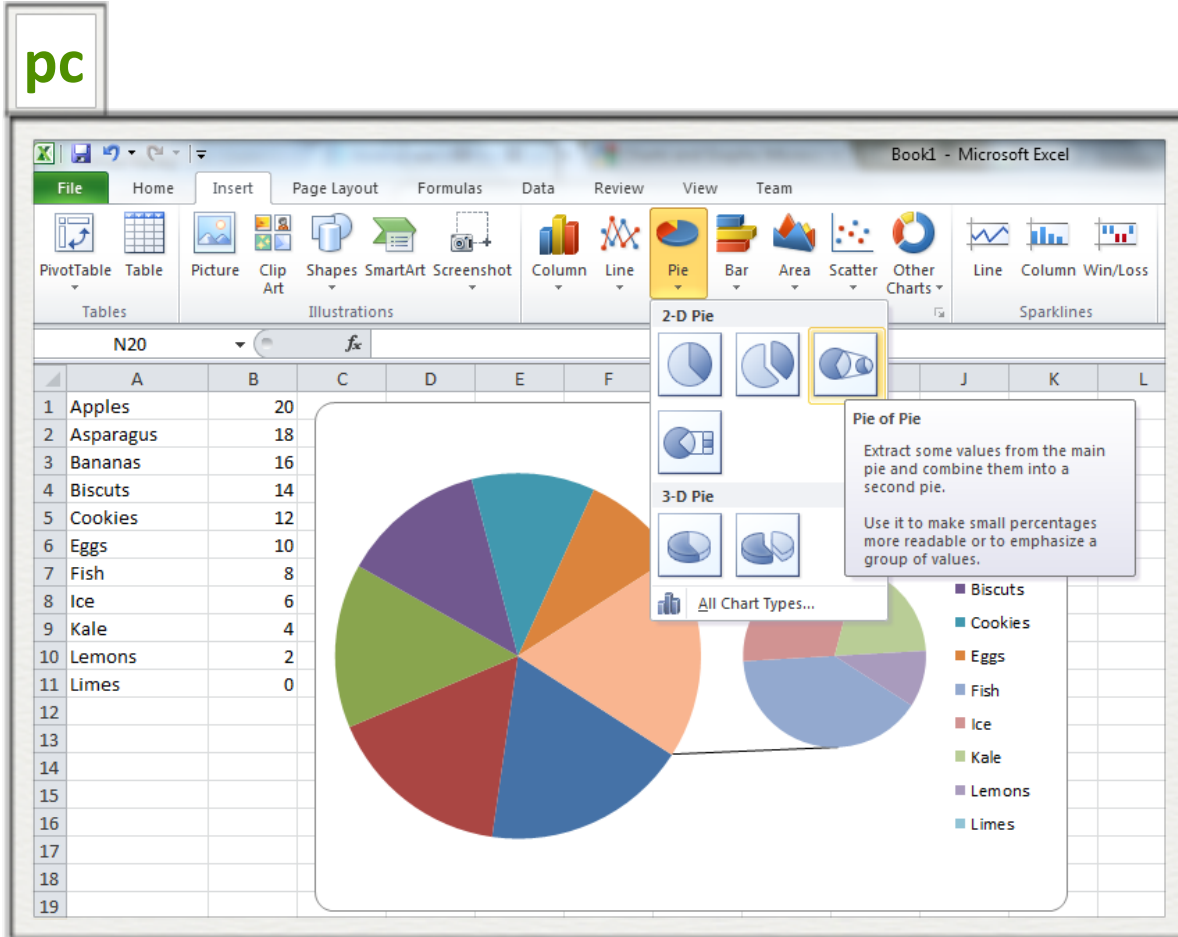 pc
Book1 - Microsoft Excel
File Home Insert Page Layout Formulas Data Review View Team
PivotTable Table Picture Clip Art Shapes SmartArt Screenshot Column Line Pie Bar Area Scatter Other Charts Line Column Win/Loss
Tables Illustrations Sparklines
2-D Pie
N20 fx
A B C D E F J K L
1 Apples 20
2 Asparagus 18
3 Bananas 16
4 Biscuts 14
5 Cookies 12
6 Eggs 10
7 Fish 8
8 Ice 6
9 Kale 4
10 Lemons 2
11 Limes 0
12
13
14
15
16
17
18
19
Pie of Pie
Extract some values from the main
pie and combine them into a
second pie.
Use it to make small percentages
more readable or to emphasize a
group of values.
3-D Pie
All Chart Types...
Biscuts
Cookies
Eggs
Fish
Ice
Kale
Lemons
Limes